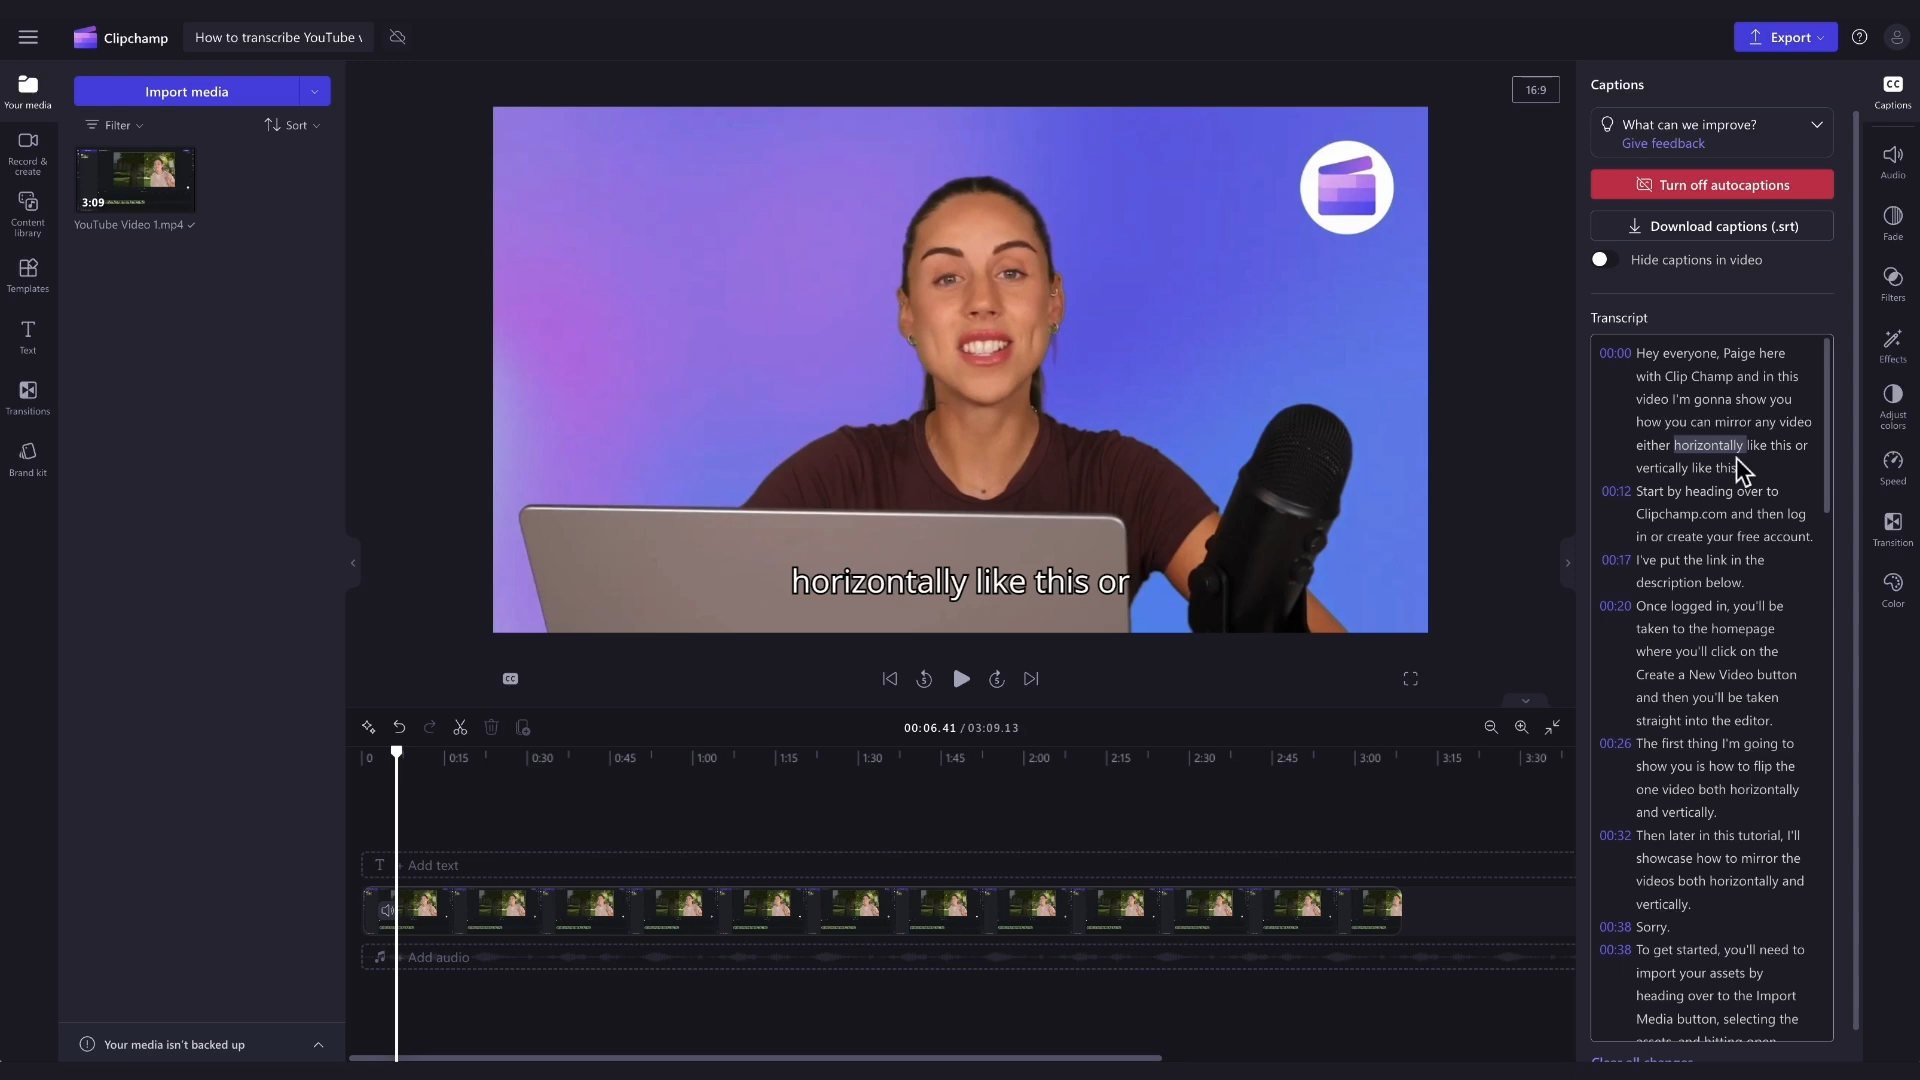 Clipchamp
How to transcribe YouTube v
Export
Your media
Record & create
Content library
Templates
Text
Transitions
Brand kit
Import media
Filter
Sort
3:09
YouTube Video 1.mp4
Your media isn't backed up
16:9
horizontally like this or
CC
5
5
00:06.41 / 03:09.13
0
0:15
0:30
0:45
1:00
1:15
1:30
1:45
2:00
2:15
2:30
2:45
3:00
3:15
3:30
T + Add text
+ Add audio
Captions
What can we improve?
Give feedback
Turn off autocaptions
Download captions (.srt)
Hide captions in video
Transcript
00:00 Hey everyone, Paige here
with Clip Champ and in this
video I'm gonna show you
how you can mirror any video
either horizontally like this or
vertically like this
00:12 Start by heading over to
Clipchamp.com and then log
in or create your free account.
00:17 I've put the link in the
description below.
00:20 Once logged in, you'll be
taken to the homepage
where you'll click on the
Create a New Video button
and then you'll be taken
straight into the editor.
00:26 The first thing I'm going to
show you is how to flip the
one video both horizontally
and vertically.
00:32 Then later in this tutorial, I'll
showcase how to mirror the
videos both horizontally and
vertically.
00:38 Sorry.
00:38 To get started, you'll need to
import your assets by
heading over to the Import
Media button, selecting the
assets, and hitting open
Clear all changes
CC
Captions
Audio
Fade
Filters
Effects
Adjust colors
Speed
Transition
Color